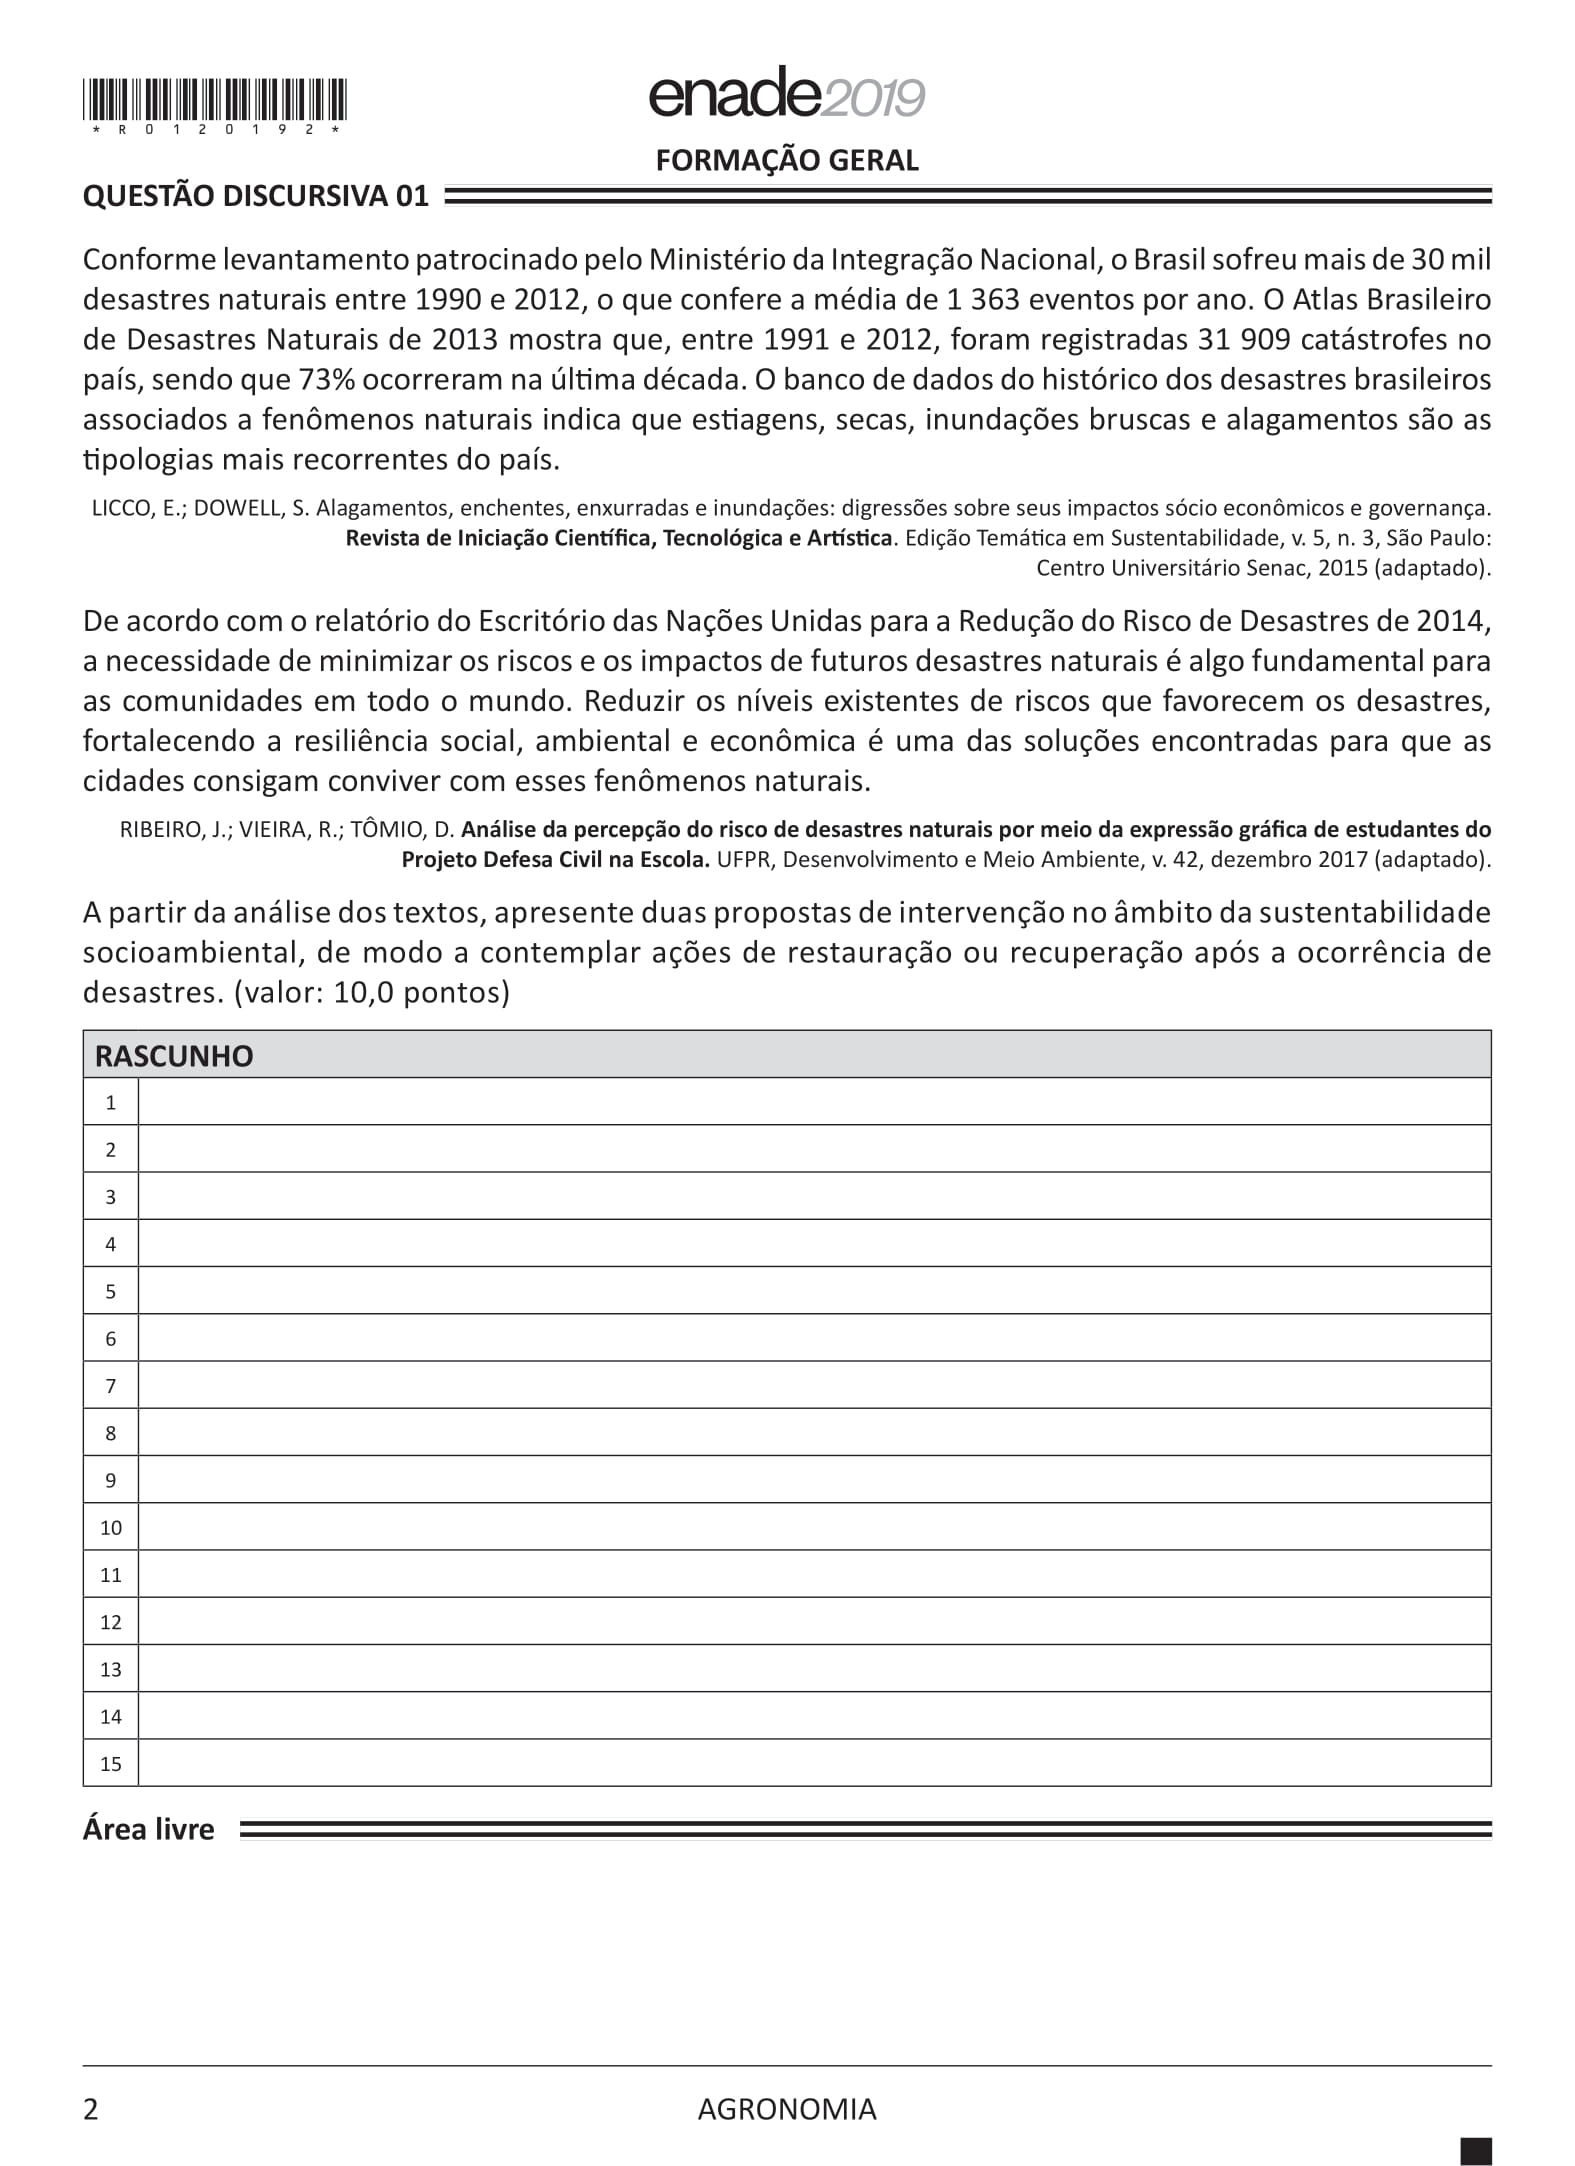 *R0120192*
enade2019
FORMAÇÃO GERAL
QUESTÃO DISCURSIVA 01
Conforme levantamento patrocinado pelo Ministério da Integração Nacional, o Brasil sofreu mais de 30 mil
desastres naturais entre 1990 e 2012, o que confere a média de 1 363 eventos por ano. O Atlas Brasileiro
de Desastres Naturais de 2013 mostra que, entre 1991 e 2012, foram registradas 31 909 catástrofes no
país, sendo que 73% ocorreram na última década. O banco de dados do histórico dos desastres brasileiros
associados a fenômenos naturais indica que estiagens, secas, inundações bruscas e alagamentos são as
tipologias mais recorrentes do país.
LICCO, E.; DOWELL, S. Alagamentos, enchentes, enxurradas e inundações: digressões sobre seus impactos sócio econômicos e governança.
Revista de Iniciação Científica, Tecnológica e Artística. Edição Temática em Sustentabilidade, v. 5, n. 3, São Paulo:
Centro Universitário Senac, 2015 (adaptado).
De acordo com o relatório do Escritório das Nações Unidas para a Redução do Risco de Desastres de 2014,
a necessidade de minimizar os riscos e os impactos de futuros desastres naturais é algo fundamental para
as comunidades em todo o mundo. Reduzir os níveis existentes de riscos que favorecem os desastres,
fortalecendo a resiliência social, ambiental e econômica é uma das soluções encontradas para que as
cidades consigam conviver com esses fenômenos naturais.
RIBEIRO, J.; VIEIRA, R.; TÔMIO, D. Análise da percepção do risco de desastres naturais por meio da expressão gráfica de estudantes do
Projeto Defesa Civil na Escola. UFPR, Desenvolvimento e Meio Ambiente, v. 42, dezembro 2017 (adaptado).
A partir da análise dos textos, apresente duas propostas de intervenção no âmbito da sustentabilidade
socioambiental, de modo a contemplar ações de restauração ou recuperação após a ocorrência de
desastres. (valor: 10,0 pontos)
RASCUNHO
1
2
3
4
5
6
7
8
9
10
11
12
13
14
15
Área livre
2 AGRONOMIA